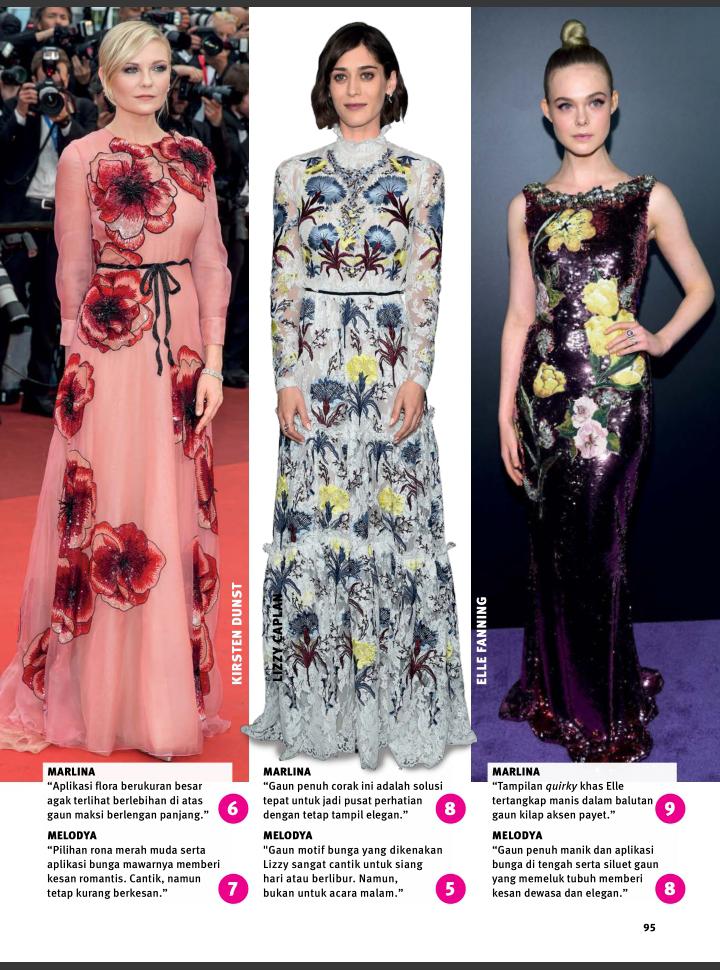 KIRSTEN DUNST
LIZZY CAPLAN
ELLE FANNING
MARLINA
“Aplikasi flora berukuran besar
agak terlihat berlebihan di atas
gaun maksi berlengan panjang.”
6
MELODYA
“Pilihan rona merah muda serta
aplikasi bunga mawarnya memberi
kesan romantis. Cantik, namun
tetap kurang berkesan.”
7
MARLINA
“Gaun penuh corak ini adalah solusi
tepat untuk jadi pusat perhatian
dengan tetap tampil elegan.”
8
MELODYA
"Gaun motif bunga yang dikenakan
Lizzy sangat cantik untuk siang
hari atau berlibur. Namun,
bukan untuk acara malam.”
5
MARLINA
“Tampilan quirky khas Elle
tertangkap manis dalam balutan
gaun kilap aksen payet.”
9
MELODYA
“Gaun penuh manik dan aplikasi
bunga di tengah serta siluet gaun
yang memeluk tubuh memberi
kesan dewasa dan elegan.”
8
95